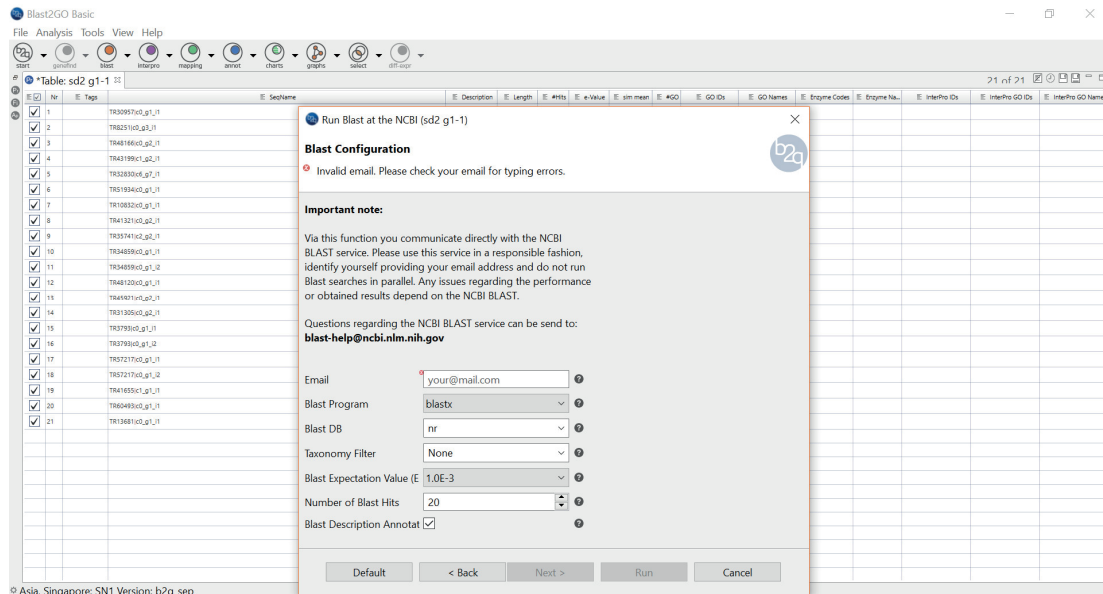 Blast2GO Basic
File Analysis Tools View Help
b2g
start genefind blast interpro mapping annot charts graphs select diff-expr
*Table: sd2 g1-1
21 of 21
Nr Tags SeqName Description Length #Hits e-Value sim mean #GO GO IDs GO Names Enzyme Codes Enzyme Na... InterPro IDs InterPro GO IDs InterPro GO Name
1 TR30957|c0_g1_i1
2 TR8251|c0_g3_i1
3 TR48166|c0_g2_i1
4 TR43199|c1_g2_i1
5 TR32830|c6_g7_i1
6 TR51934|c0_g1_i1
7 TR10832|c0_g1_i1
8 TR41321|c0_g2_i1
9 TR35741|c2_g2_i1
10 TR34859|c0_g1_i1
11 TR34859|c0_g1_i2
12 TR48120|c0_g1_i1
13 TR45921|c0_g2_i1
14 TR31305|c0_g2_i1
15 TR3793|c0_g1_i1
16 TR3793|c0_g1_i2
17 TR57217|c0_g1_i1
18 TR57217|c0_g1_i2
19 TR41655|c1_g1_i1
20 TR60493|c0_g1_i1
21 TR13681|c0_g1_i1
Run Blast at the NCBI (sd2 g1-1)
Blast Configuration
b2g
Invalid email. Please check your email for typing errors.
Important note:
Via this function you communicate directly with the NCBI
BLAST service. Please use this service in a responsible fashion,
identify yourself providing your email address and do not run
Blast searches in parallel. Any issues regarding the performance
or obtained results depend on the NCBI BLAST.
Questions regarding the NCBI BLAST service can be send to:
blast-help@ncbi.nlm.nih.gov
Email your@mail.com
Blast Program blastx
Blast DB nr
Taxonomy Filter None
Blast Expectation Value (E 1.0E-3
Number of Blast Hits 20
Blast Description Annotat
Default < Back Next > Run Cancel
Asia, Singapore: SN1 Version: b2g_sep